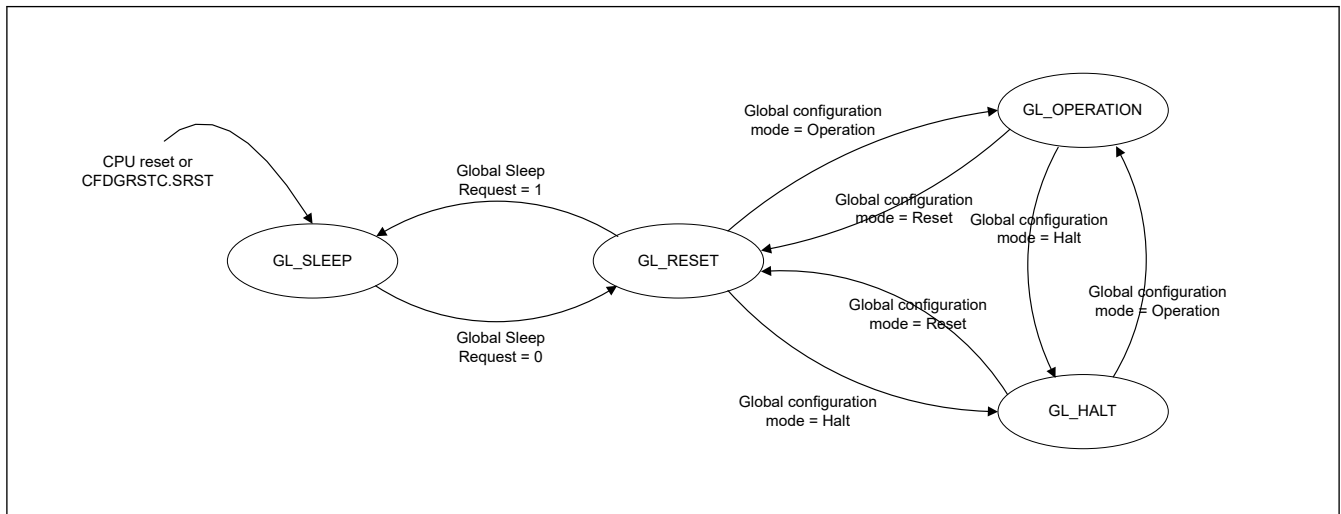 CPU reset or
CFDGRSTC.SRST
GL_SLEEP
Global Sleep
Request = 1
Global Sleep
Request = 0
GL_RESET
Global configuration
mode = Operation
GL_OPERATION
Global configuration
mode = Reset
Global configuration
mode = Halt
Global configuration
mode = Operation
Global configuration
mode = Reset
Global configuration
mode = Halt
GL_HALT